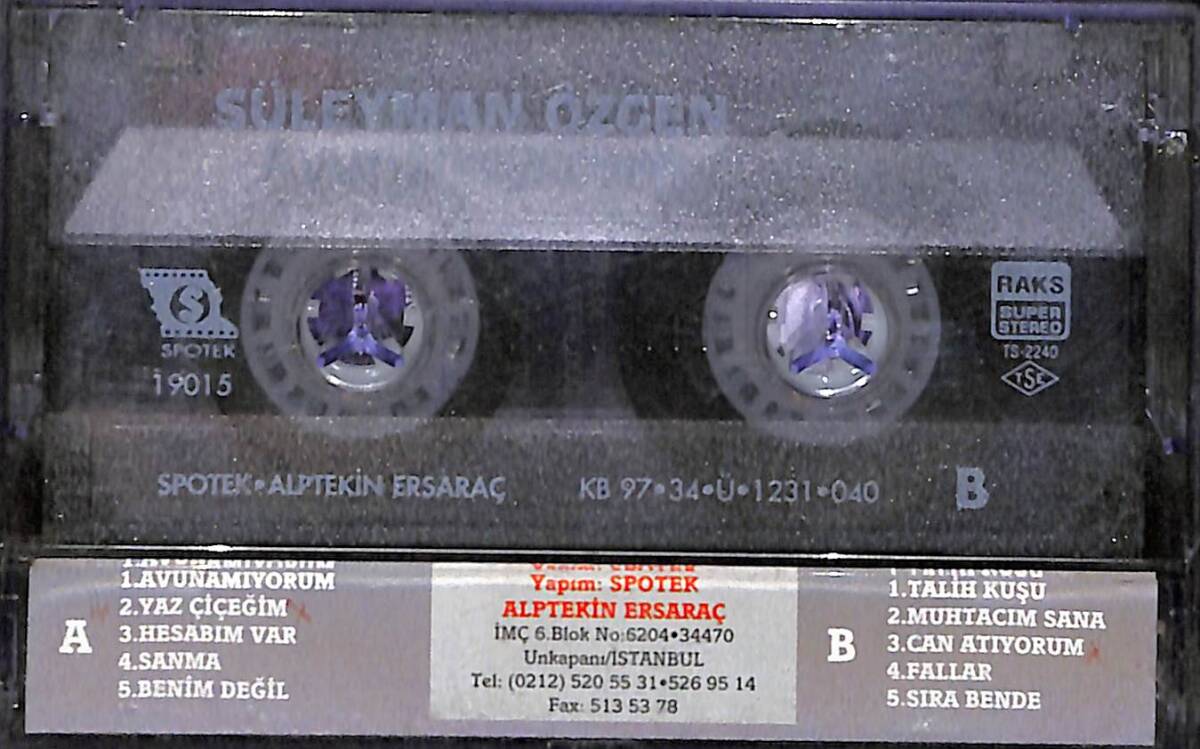 SÜLEYMAN ÖZGEN
S
SPOTEK
19015
RAKS
SUPER
STEREO
TS-2240
TSE
SPOTEK•ALPTEKİN ERSARAÇ KB 97•34•Ü•1231•040 B
A
1.AVUNAMIYORUM
2.YAZ ÇİÇEĞİM
3.HESABIM VAR
4.SANMA
5.BENİM DEĞİL
Yapım: SPOTEK
ALPTEKİN ERSARAÇ
İMÇ 6.Blok No:6204•34470
Unkapanı/İSTANBUL
Tel: (0212) 520 55 31•526 95 14
Fax: 513 53 78
B
1.TALİH KUŞU
2.MUHTACIM SANA
3.CAN ATIYORUM
4.FALLAR
5.SIRA BENDE